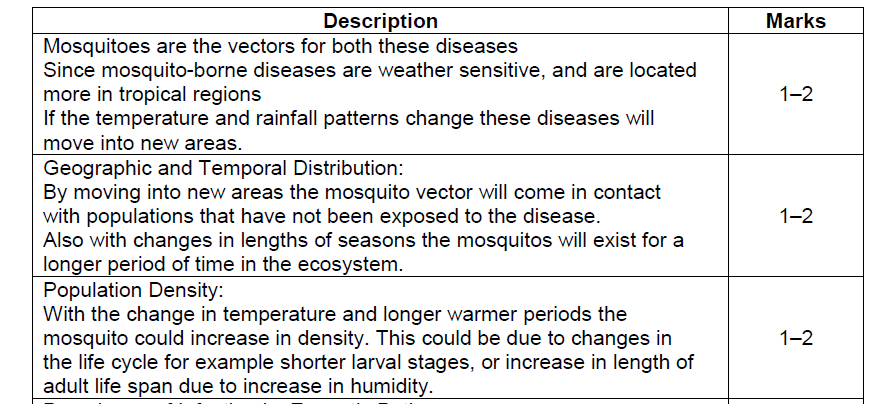 Description Marks
Mosquitoes are the vectors for both these diseases
Since mosquito-borne diseases are weather sensitive, and are located
more in tropical regions
If the temperature and rainfall patterns change these diseases will
move into new areas.
1–2
Geographic and Temporal Distribution:
By moving into new areas the mosquito vector will come in contact
with populations that have not been exposed to the disease.
Also with changes in lengths of seasons the mosquitos will exist for a
longer period of time in the ecosystem.
1–2
Population Density:
With the change in temperature and longer warmer periods the
mosquito could increase in density. This could be due to changes in
the life cycle for example shorter larval stages, or increase in length of
adult life span due to increase in humidity.
1–2